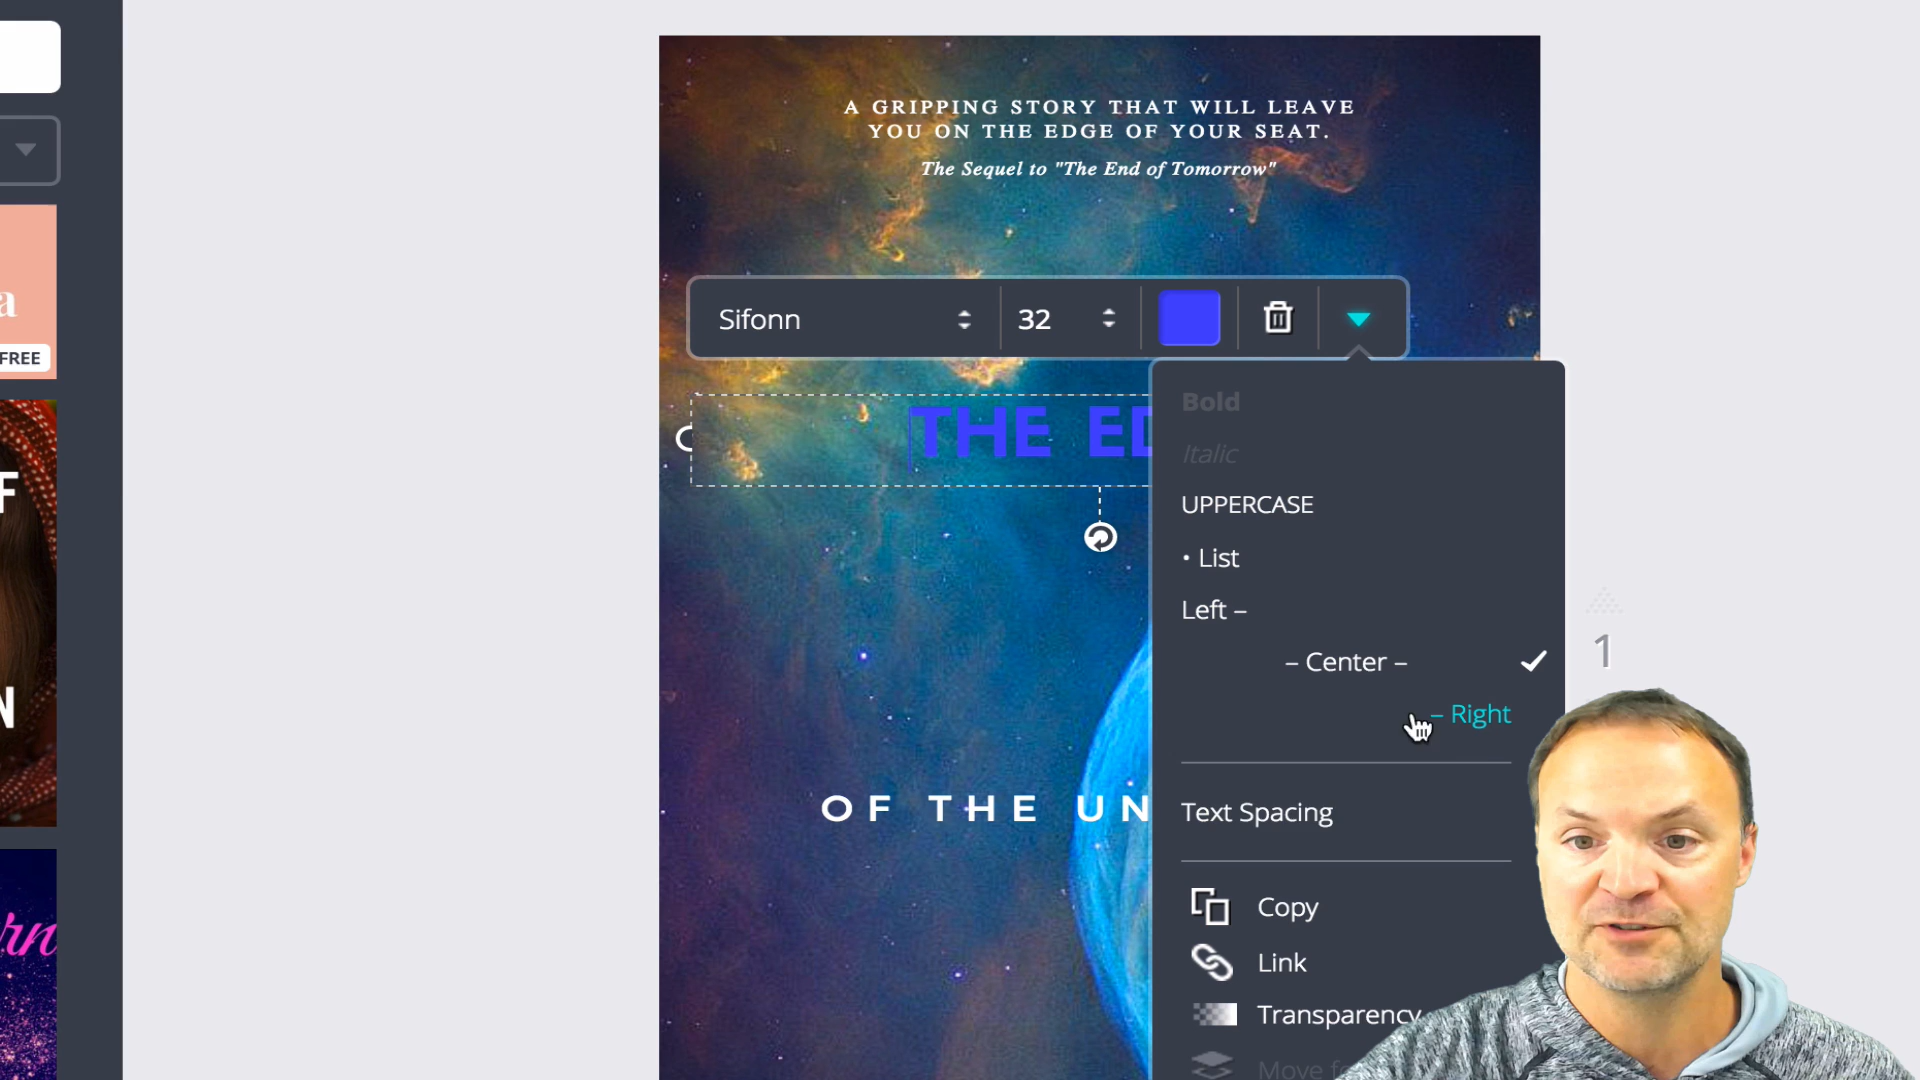 A GRIPPING STORY THAT WILL LEAVE
YOU ON THE EDGE OF YOUR SEAT.
The Sequel to "The End of Tomorrow"
Sifonn
32
a
FREE
THE ED
Bold
Italic
UPPERCASE
• List
F
Left –
– Center –
1
N
– Right
OF THE UN
Text Spacing
Copy
rn
Link
Transparency
Move